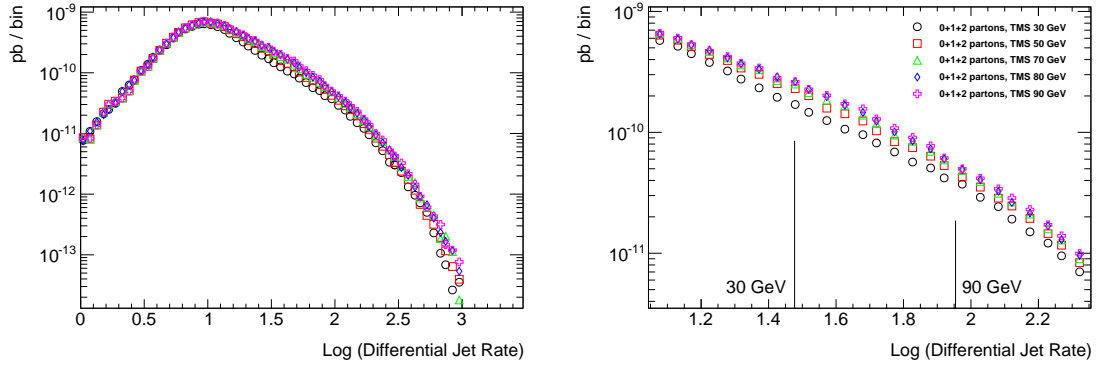 pb / bin
10^-9
10^-10
10^-11
10^-12
10^-13
0 0.5 1 1.5 2 2.5 3
Log (Differential Jet Rate)
pb / bin
10^-9
10^-10
10^-11
0+1+2 partons, TMS 30 GeV
0+1+2 partons, TMS 50 GeV
0+1+2 partons, TMS 70 GeV
0+1+2 partons, TMS 80 GeV
0+1+2 partons, TMS 90 GeV
30 GeV
90 GeV
1.2 1.4 1.6 1.8 2 2.2
Log (Differential Jet Rate)